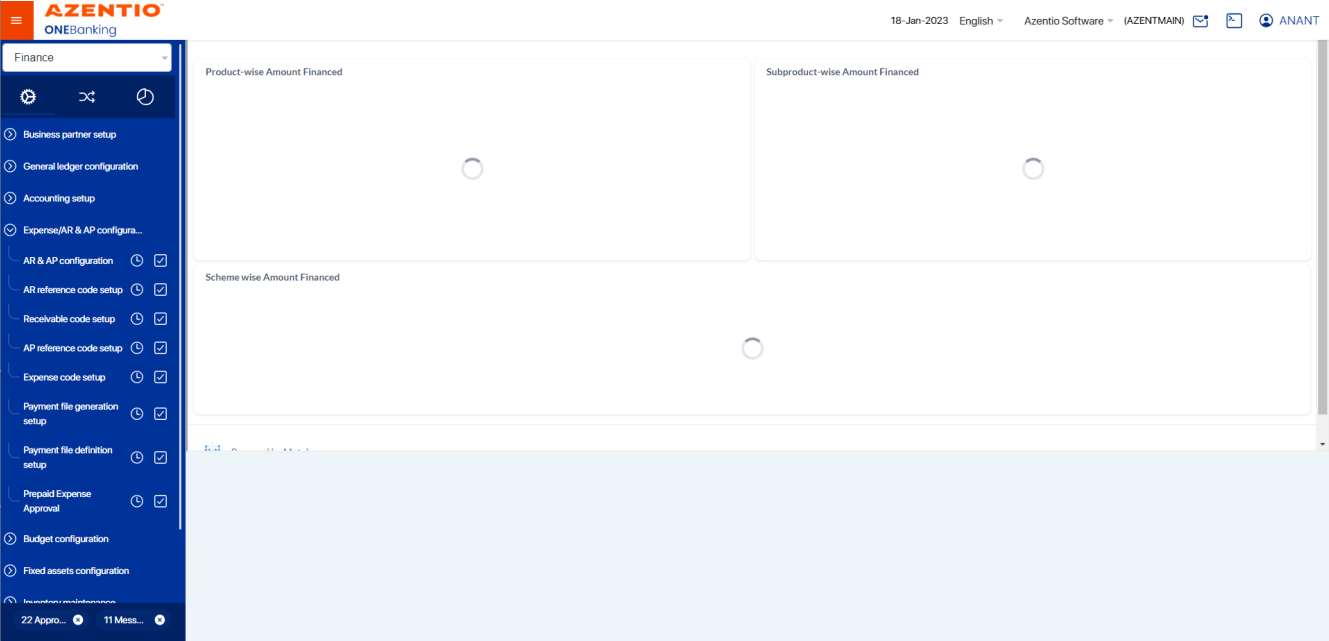 AZENTIO
ONEBanking
18-Jan-2023 English Azentio Software (AZENTMAIN) ANANT
Finance
Business partner setup
General ledger configuration
Accounting setup
Expense/AR & AP configura...
AR & AP configuration
AR reference code setup
Receivable code setup
AP reference code setup
Expense code setup
Payment file generation
setup
Payment file definition
setup
Prepaid Expense
Approval
Budget configuration
Fixed assets configuration
Inventory maintenance
22 Appro... 11 Mess...
Product-wise Amount Financed
Subproduct-wise Amount Financed
Scheme wise Amount Financed